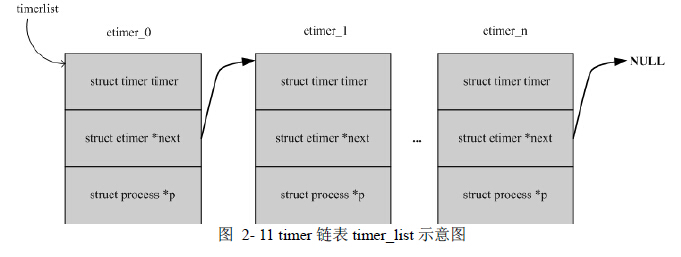 timerlist
etimer_0
etimer_1
etimer_n
struct timer timer
struct timer timer
struct timer timer
NULL
struct etimer *next
struct etimer *next
...
struct etimer *next
struct process *p
struct process *p
struct process *p
图 2- 11 timer 链表 timer_list 示意图